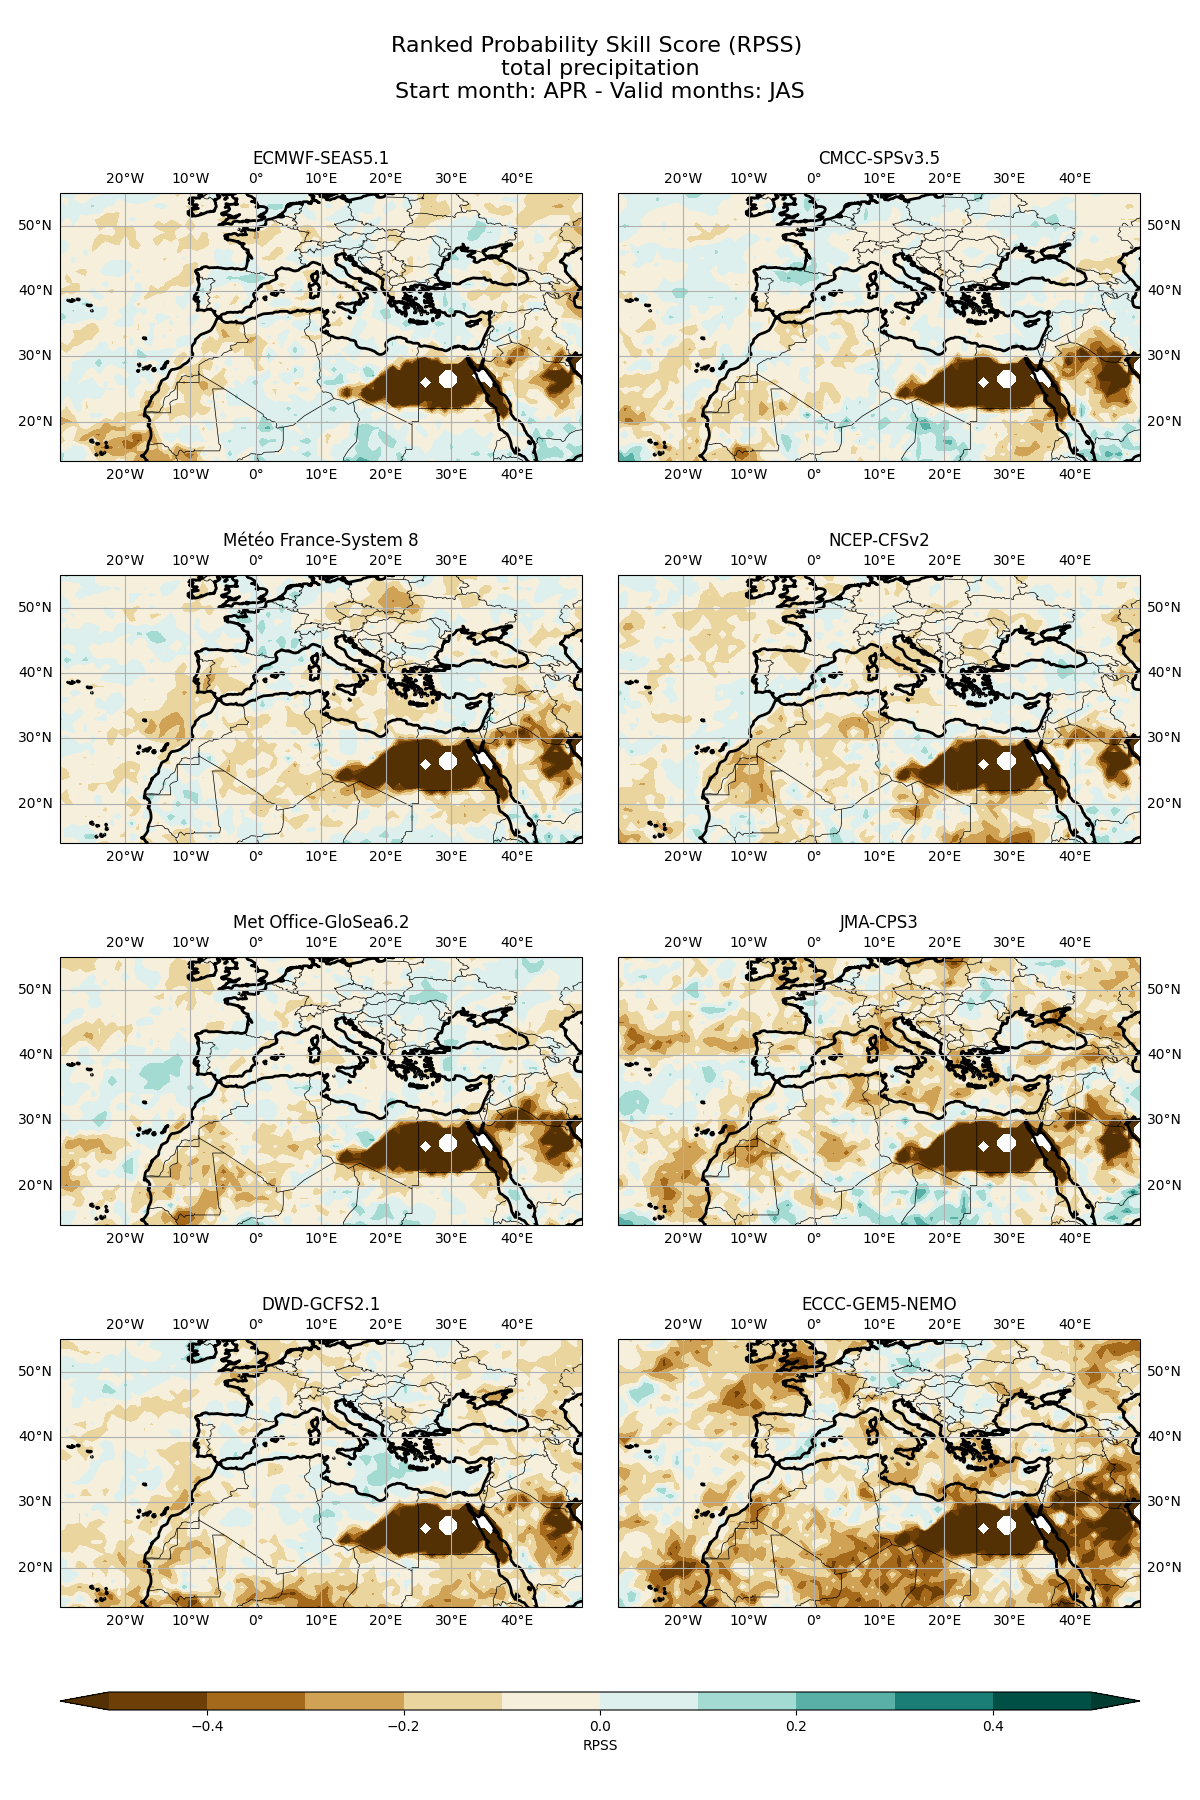 Ranked Probability Skill Score (RPSS)
total precipitation
Start month: APR - Valid months: JAS
ECMWF-SEAS5.1
CMCC-SPSv3.5
20°W 10°W 0° 10°E 20°E 30°E 40°E
20°W 10°W 0° 10°E 20°E 30°E 40°E
50°N
50°N
40°N
40°N
30°N
30°N
20°N
20°N
20°W 10°W 0° 10°E 20°E 30°E 40°E
20°W 10°W 0° 10°E 20°E 30°E 40°E
Météo France-System 8
NCEP-CFSv2
20°W 10°W 0° 10°E 20°E 30°E 40°E
20°W 10°W 0° 10°E 20°E 30°E 40°E
50°N
50°N
40°N
40°N
30°N
30°N
20°N
20°N
20°W 10°W 0° 10°E 20°E 30°E 40°E
20°W 10°W 0° 10°E 20°E 30°E 40°E
Met Office-GloSea6.2
JMA-CPS3
20°W 10°W 0° 10°E 20°E 30°E 40°E
20°W 10°W 0° 10°E 20°E 30°E 40°E
50°N
50°N
40°N
40°N
30°N
30°N
20°N
20°N
20°W 10°W 0° 10°E 20°E 30°E 40°E
20°W 10°W 0° 10°E 20°E 30°E 40°E
DWD-GCFS2.1
ECCC-GEM5-NEMO
20°W 10°W 0° 10°E 20°E 30°E 40°E
20°W 10°W 0° 10°E 20°E 30°E 40°E
50°N
50°N
40°N
40°N
30°N
30°N
20°N
20°N
20°W 10°W 0° 10°E 20°E 30°E 40°E
20°W 10°W 0° 10°E 20°E 30°E 40°E
−0.4 −0.2 0.0 0.2 0.4
RPSS